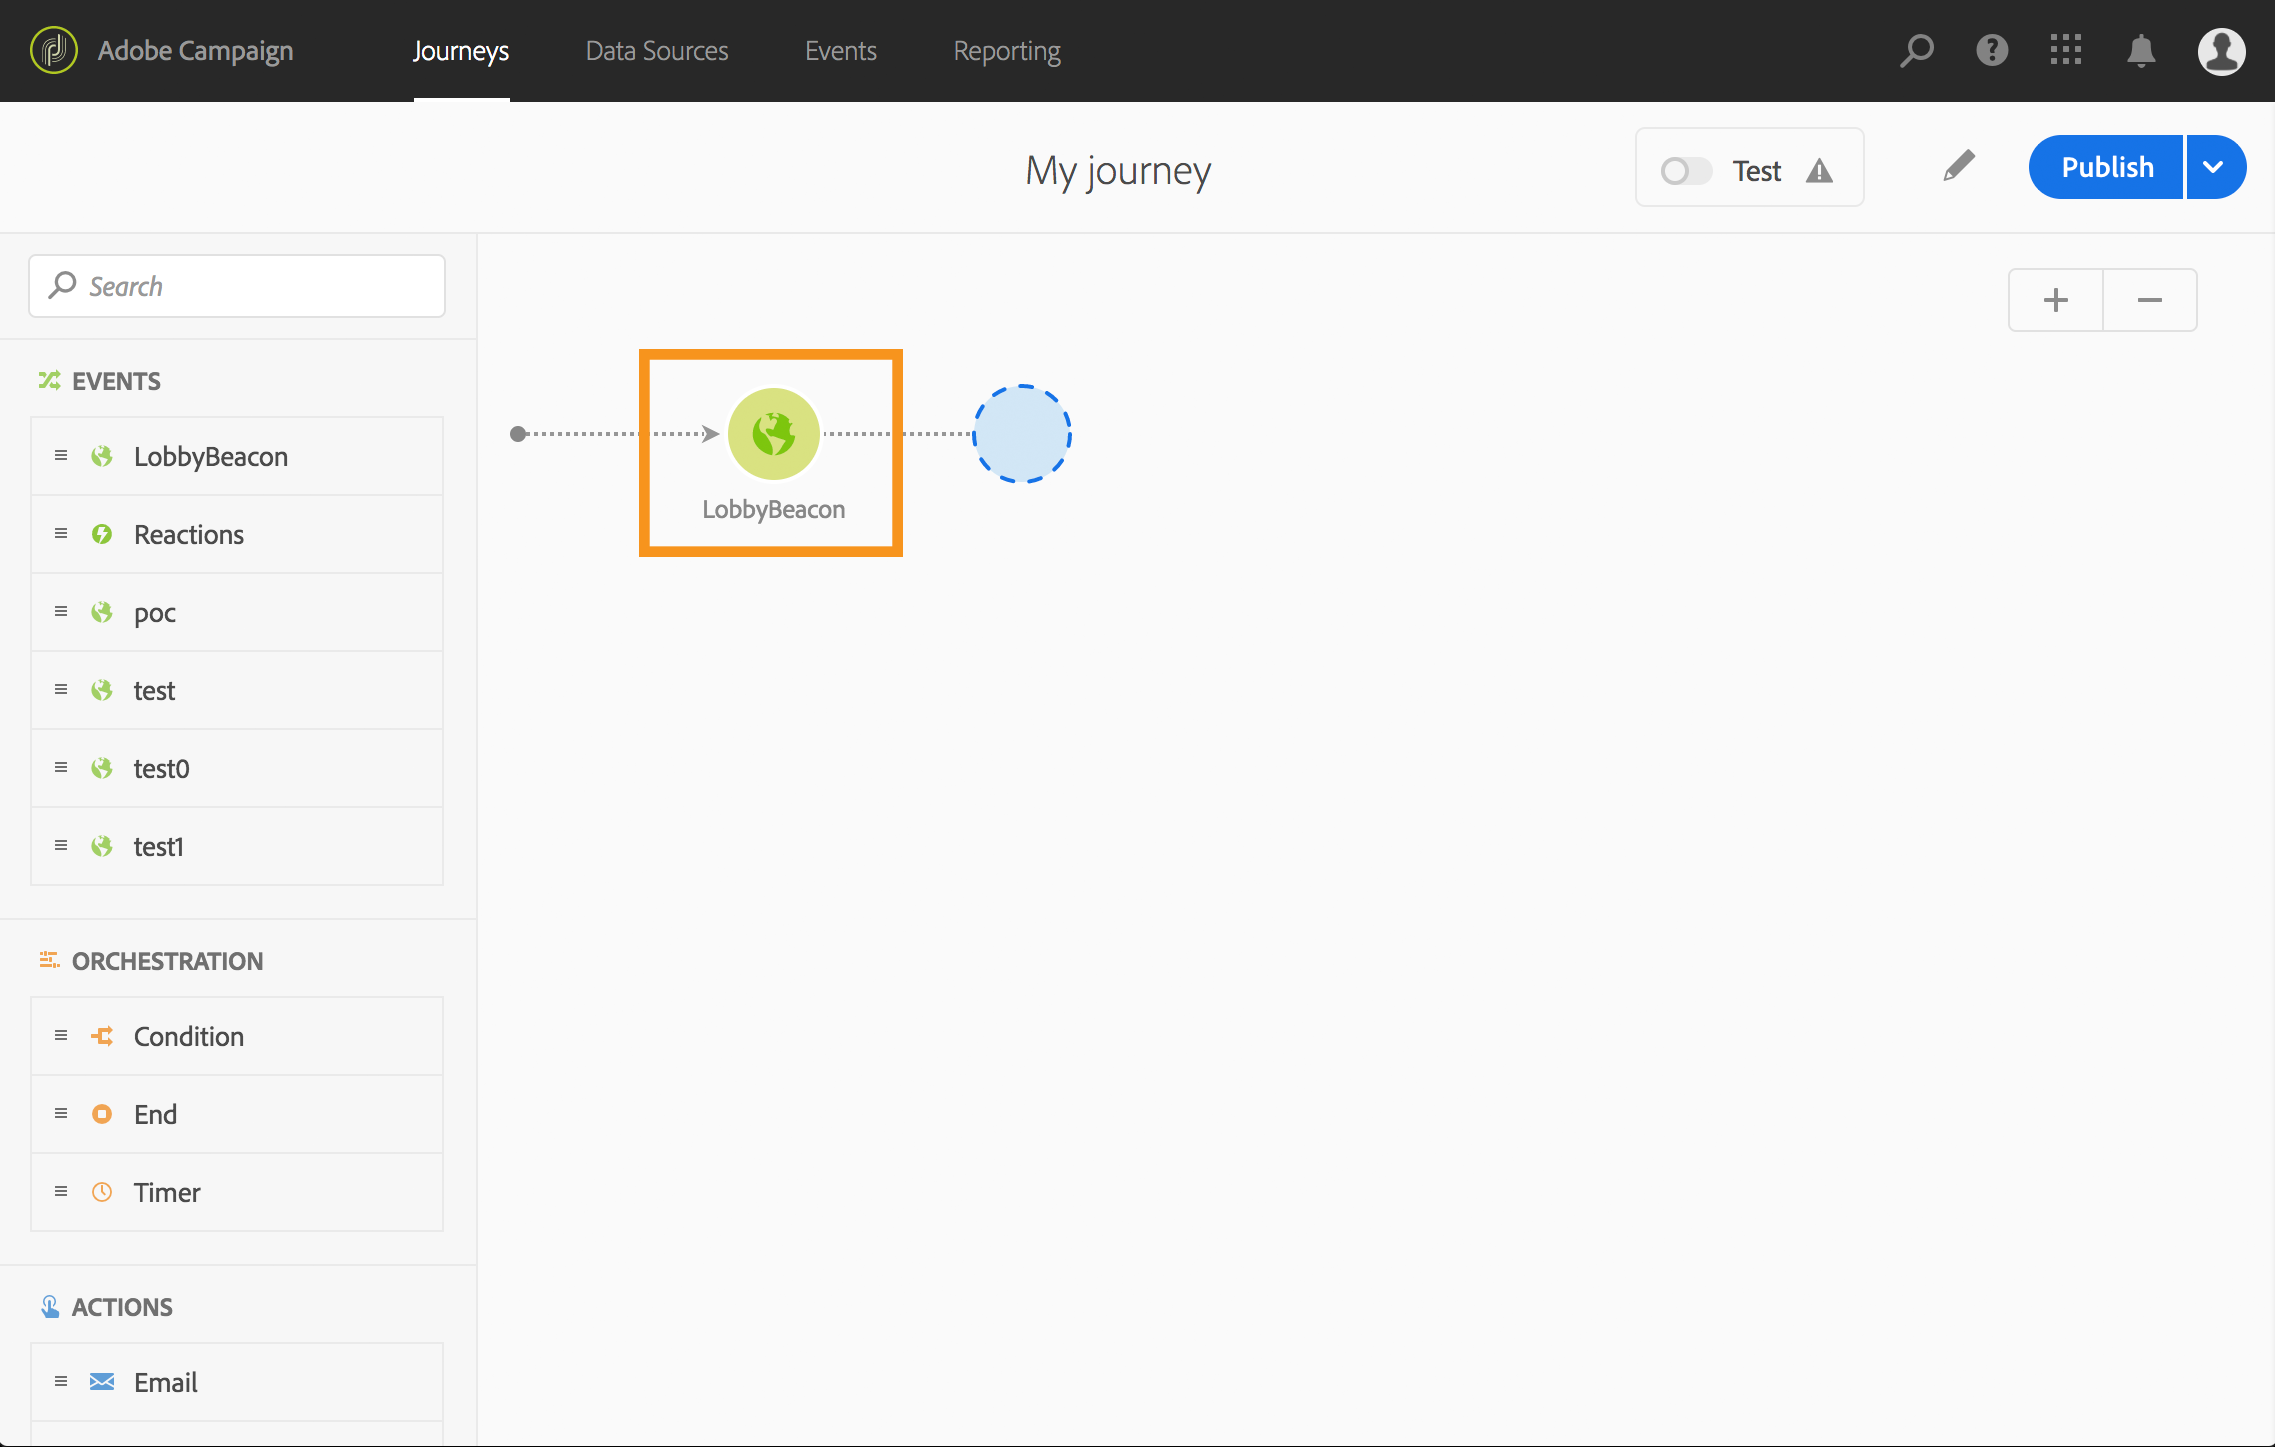 Adobe Campaign
Journeys
Data Sources
Events
Reporting
My journey
Test
Publish
Search
EVENTS
LobbyBeacon
Reactions
poc
test
test0
test1
ORCHESTRATION
Condition
End
Timer
ACTIONS
Email
LobbyBeacon